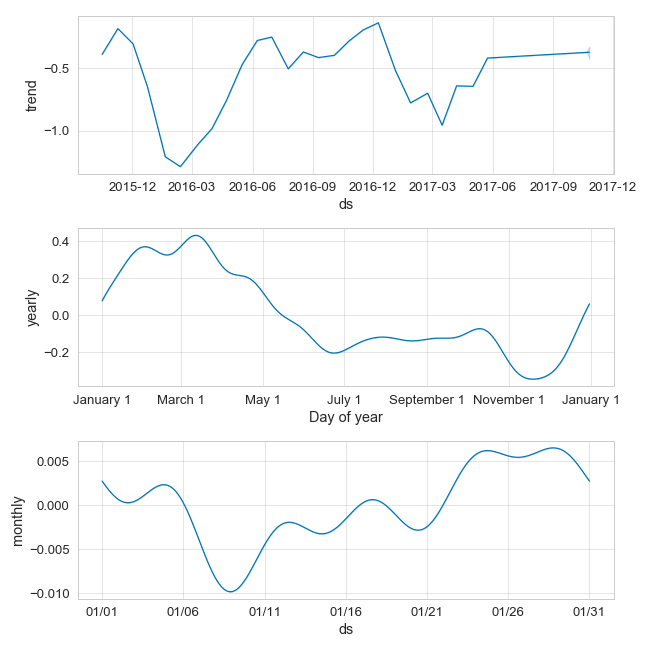 −0.5
−1.0
trend
2015-12 2016-03 2016-06 2016-09 2016-12 2017-03 2017-06 2017-09 2017-12
ds
0.4
0.2
0.0
−0.2
yearly
January 1 March 1 May 1 July 1 September 1 November 1 January 1
Day of year
0.005
0.000
−0.005
−0.010
monthly
01/01 01/06 01/11 01/16 01/21 01/26 01/31
ds